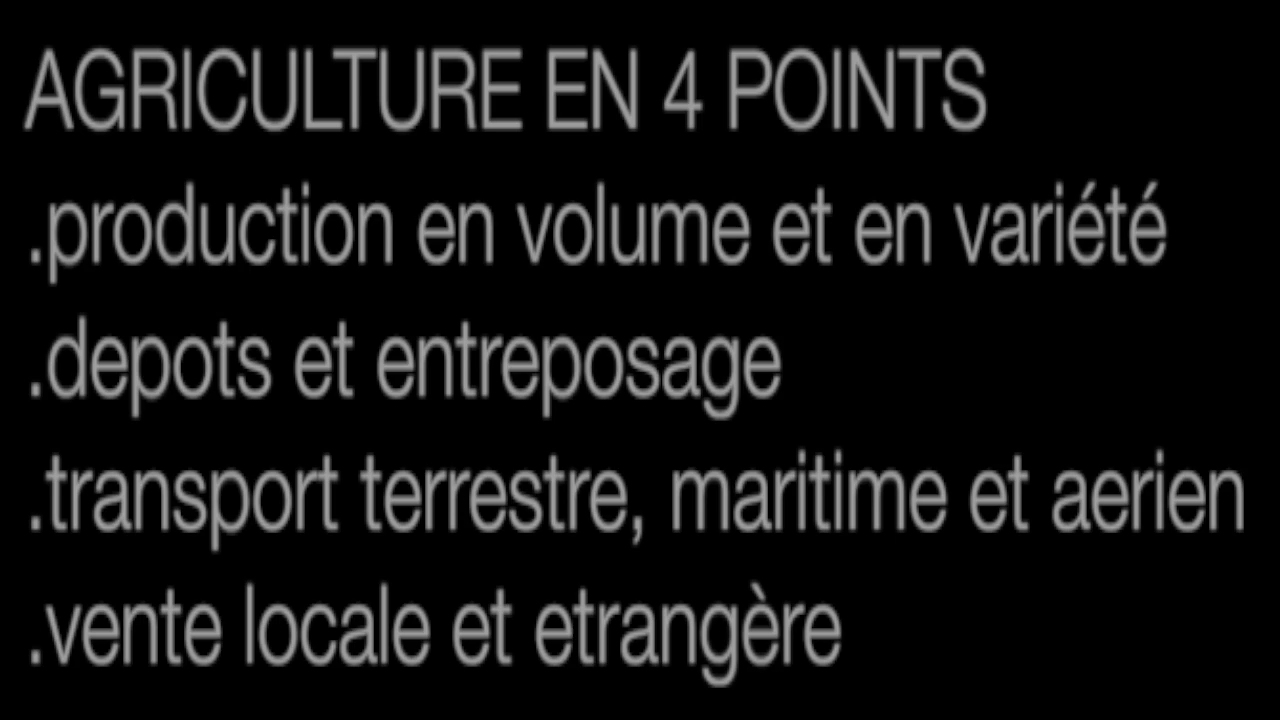 AGRICULTURE EN 4 POINTS
.production en volume et en variété
.depots et entreposage
.transport terrestre, maritime et aerien
.vente locale et etrangère